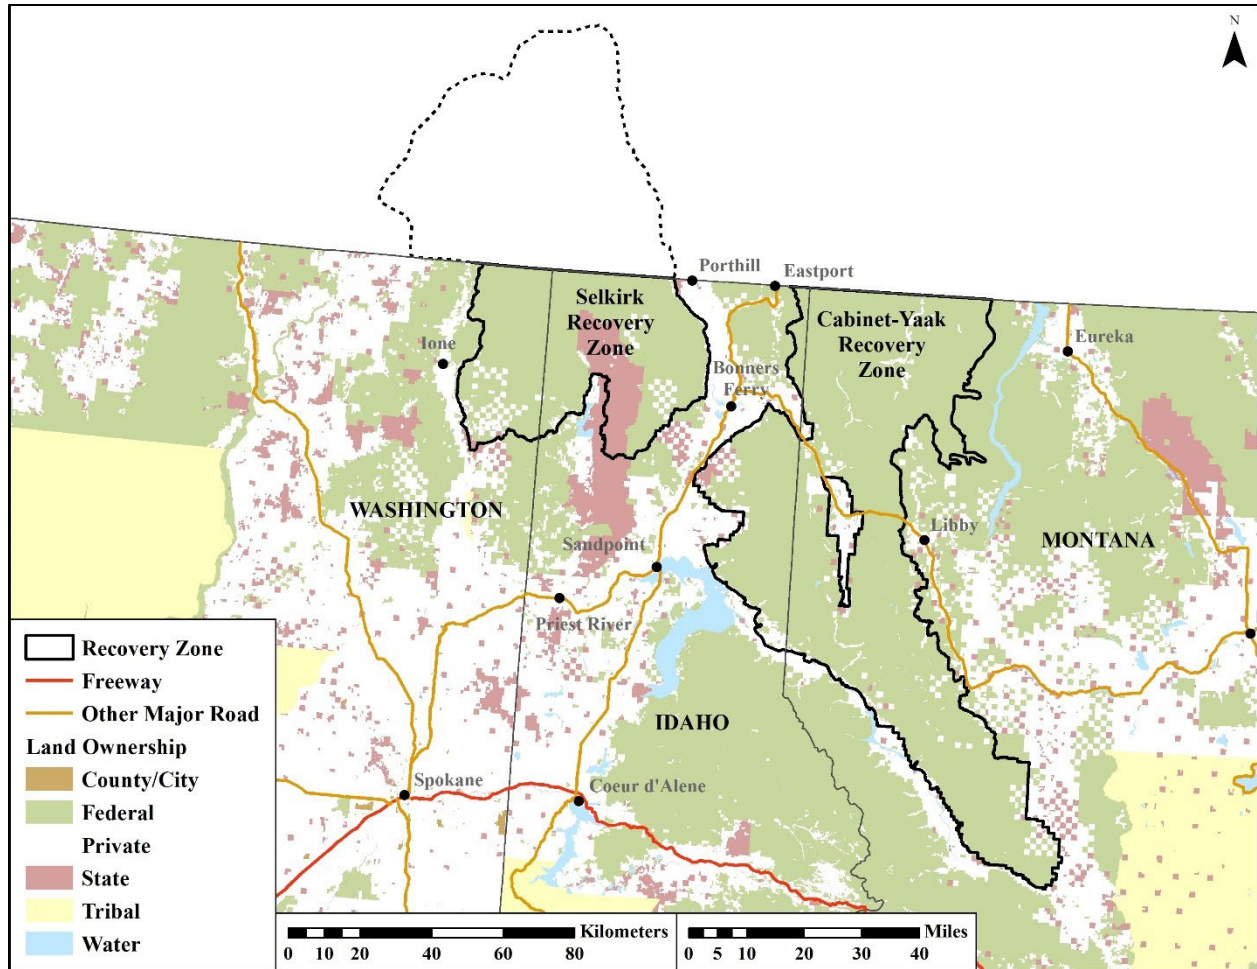 N
Porthill
Eastport
Selkirk
Recovery
Zone
Cabinet-Yaak
Recovery
Zone
Ione
Eureka
Bonners
Ferry
WASHINGTON
Libby
MONTANA
Sandpoint
Priest River
IDAHO
Spokane
Coeur d'Alene
Recovery Zone
Freeway
Other Major Road
Land Ownership
County/City
Federal
Private
State
Tribal
Water
Kilometers
0 10 20 40 60 80
Miles
0 5 10 20 30 40